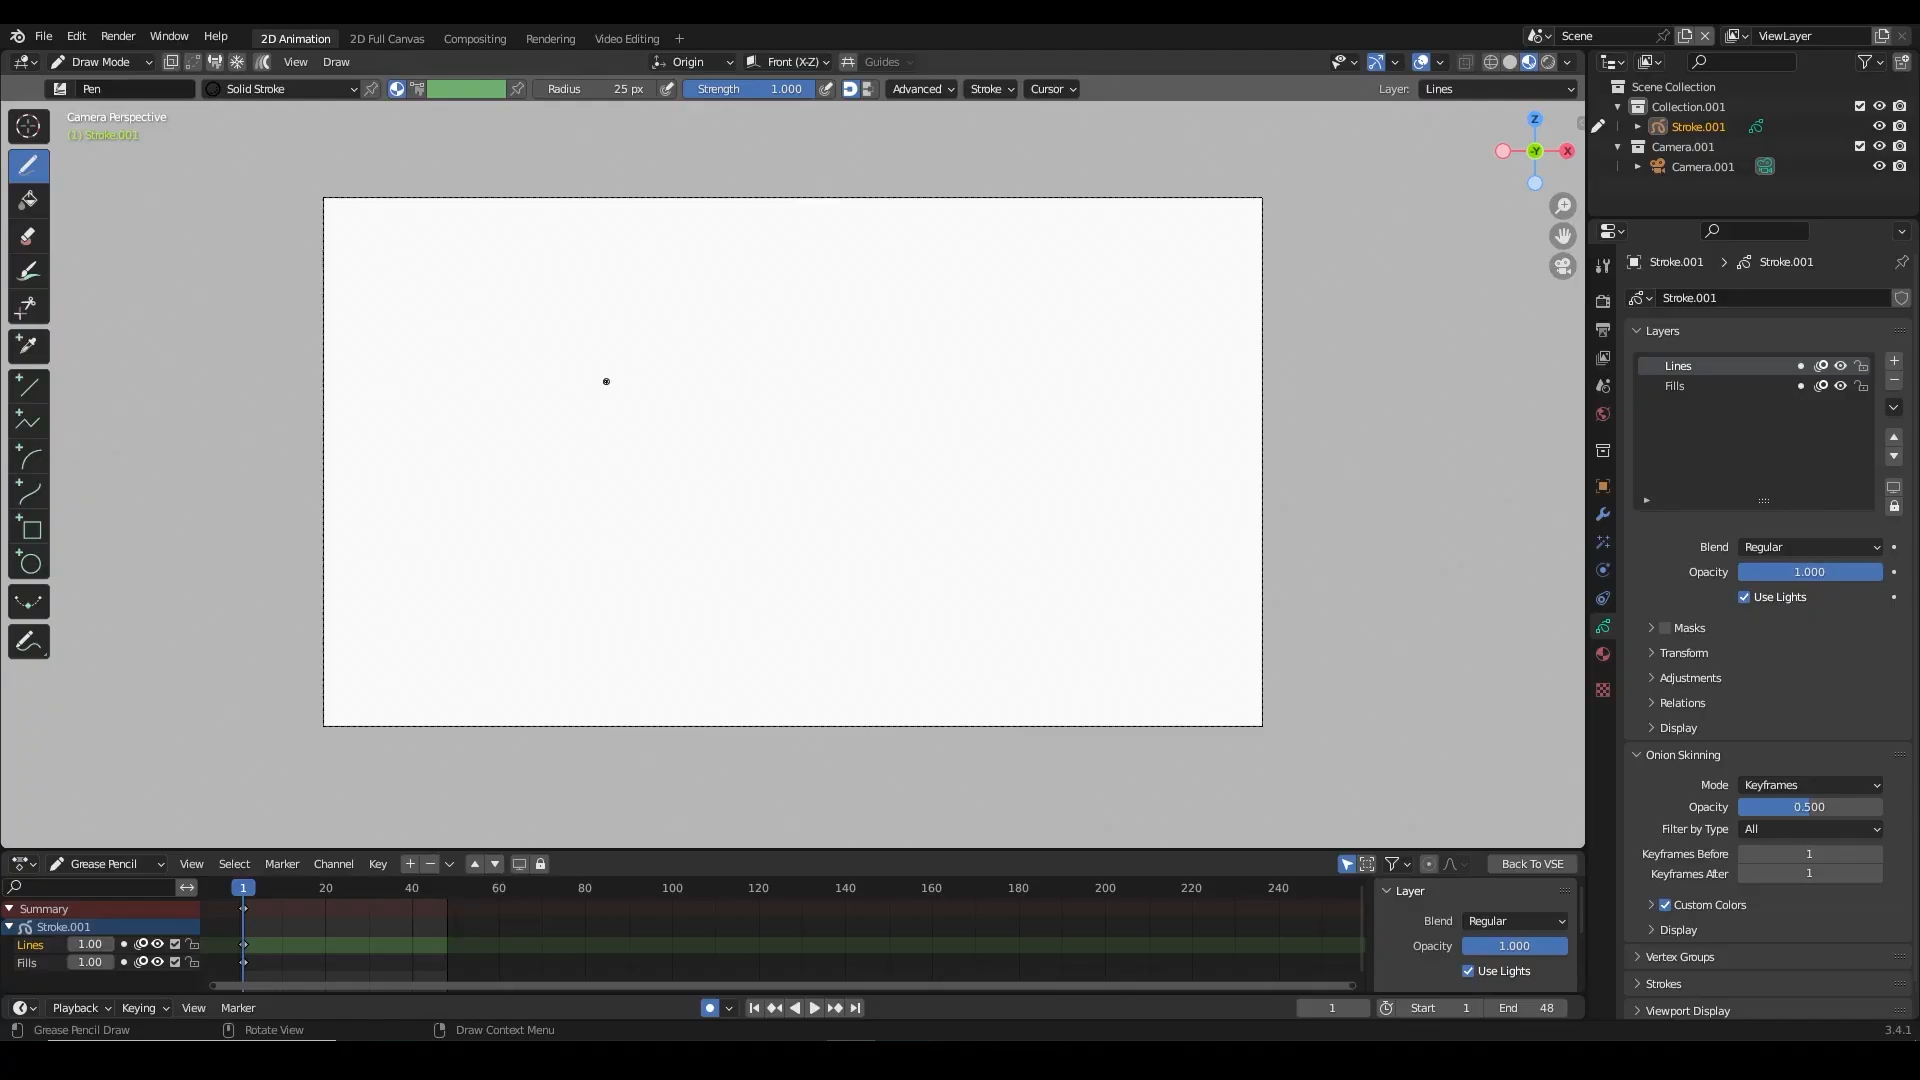 File Edit Render Window Help 2D Animation 2D Full Canvas Compositing Rendering Video Editing + Scene ViewLayer
Draw Mode View Draw Origin Front (X-Z) Guides
Pen Solid Stroke Radius 25 px Strength 1.000 Advanced Stroke Cursor Layer: Lines
Camera Perspective
(1) Stroke.001
Z
-Y
X
Scene Collection
Collection.001
Stroke.001
Camera.001
Camera.001
Stroke.001 > Stroke.001
Stroke.001
Layers
Lines
Fills
Blend Regular
Opacity 1.000
Use Lights
Masks
Transform
Adjustments
Relations
Display
Onion Skinning
Mode Keyframes
Opacity 0.500
Filter by Type All
Keyframes Before 1
Keyframes After 1
Custom Colors
Display
Vertex Groups
Strokes
Viewport Display
Grease Pencil View Select Marker Channel Key Back To VSE
1 20 40 60 80 100 120 140 160 180 200 220 240
Summary
Stroke.001
Lines 1.00
Fills 1.00
Layer
Blend Regular
Opacity 1.000
Use Lights
Playback Keying View Marker 1 Start 1 End 48
Grease Pencil Draw Rotate View Draw Context Menu 3.4.1